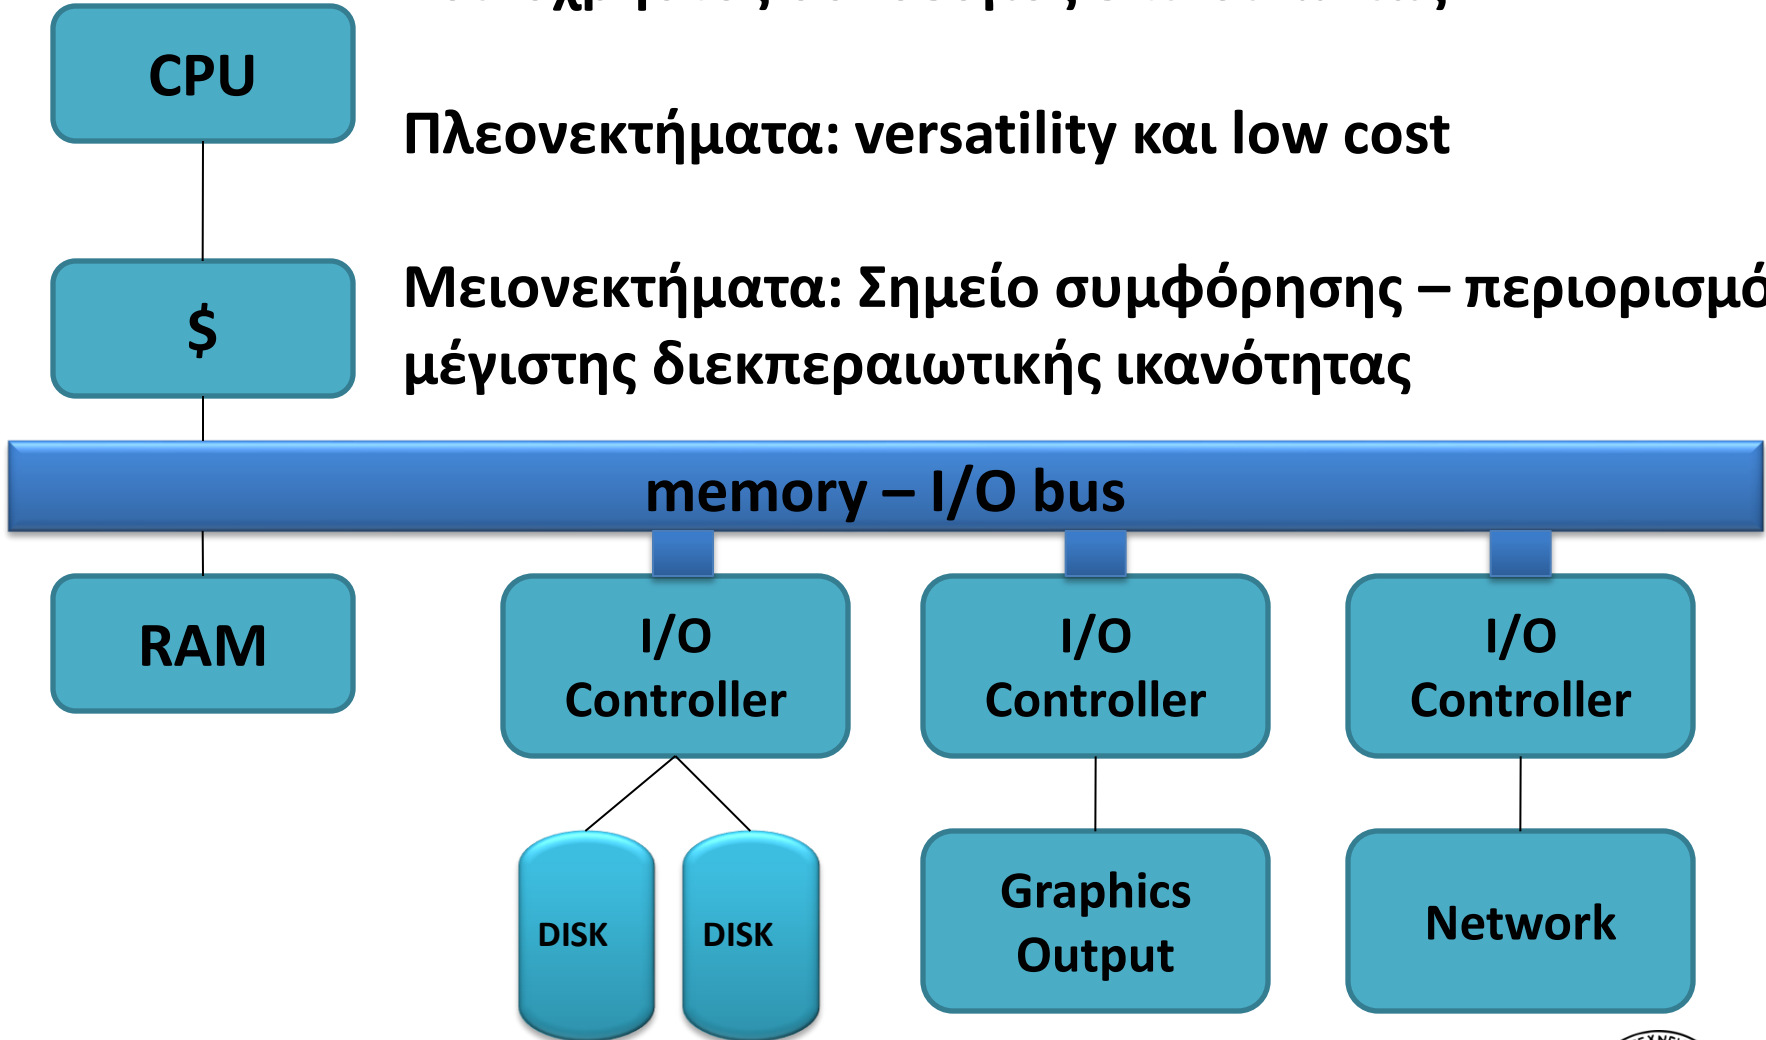 CPU
Πλεονεκτήματα: versatility και low cost
$
Μειονεκτήματα: Σημείο συμφόρησης – περιορισμό
μέγιστης διεκπεραιωτικής ικανότητας
memory – I/O bus
RAM
I/O
Controller
I/O
Controller
I/O
Controller
DISK
DISK
Graphics
Output
Network